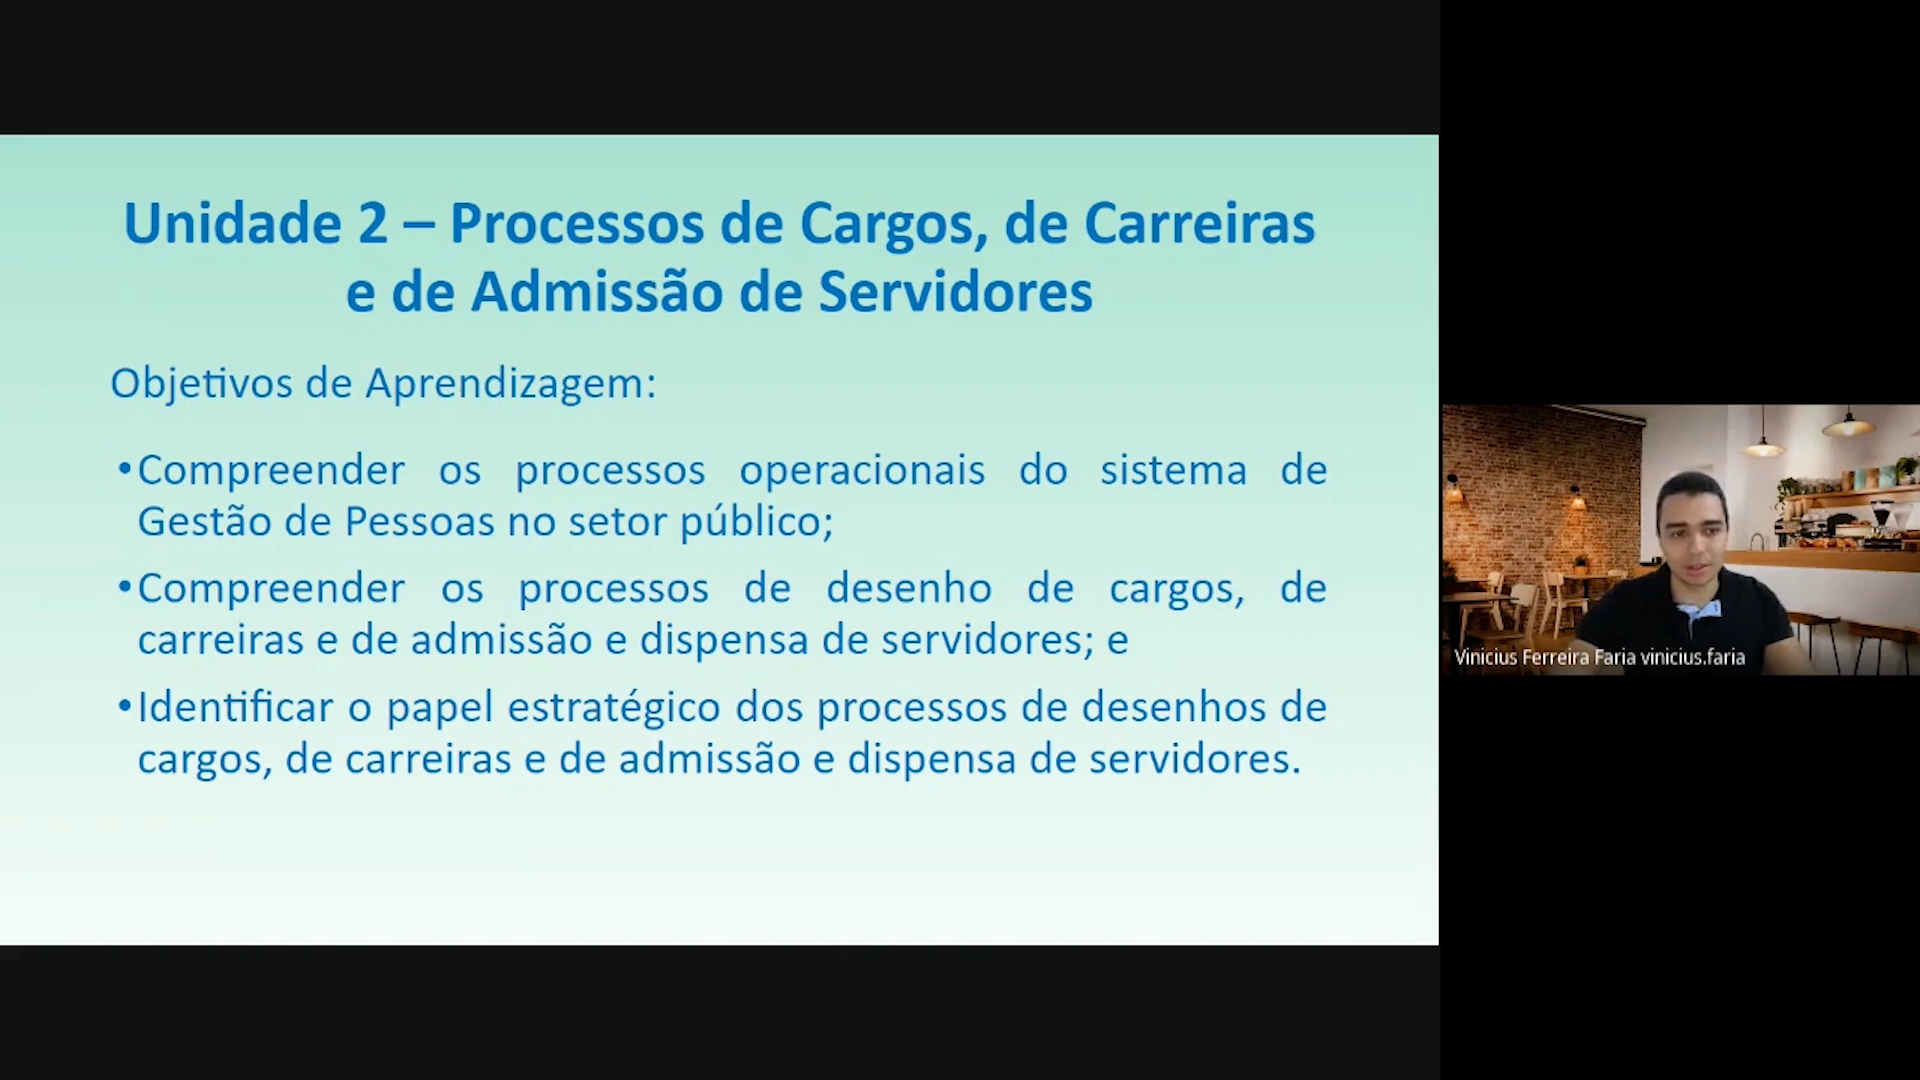 Unidade 2 – Processos de Cargos, de Carreiras
e de Admissão de Servidores
Objetivos de Aprendizagem:
•Compreender os processos operacionais do sistema de
Gestão de Pessoas no setor público;
•Compreender os processos de desenho de cargos, de
carreiras e de admissão e dispensa de servidores; e
•Identificar o papel estratégico dos processos de desenhos de
cargos, de carreiras e de admissão e dispensa de servidores.
Vinicius Ferreira Faria vinicius.faria